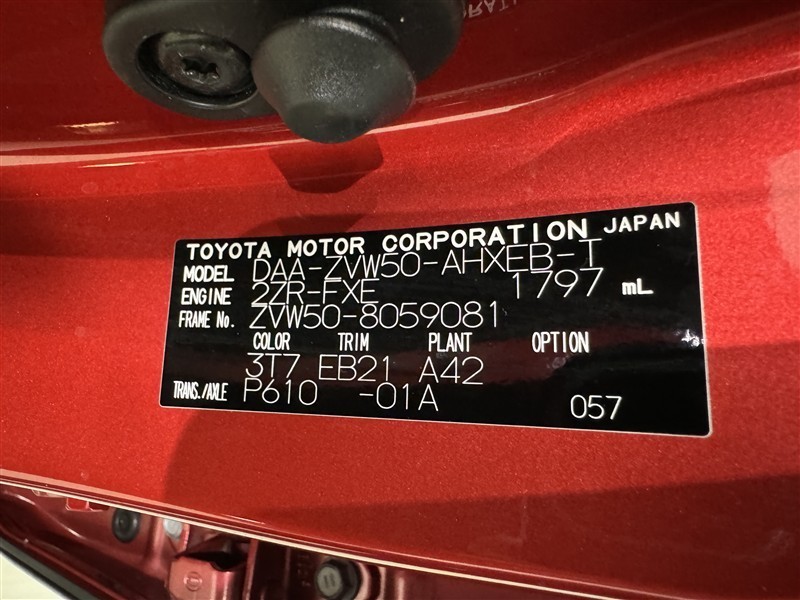 TOYOTA MOTOR CORPORATION JAPAN
MODEL DAA-ZVW50-AHXEB-T
ENGINE 2ZR-FXE 1797 mL
FRAME No. ZVW50-8059081
COLOR TRIM PLANT OPTION
3T7 EB21 A42
TRANS./AXLE P610 -01A 057